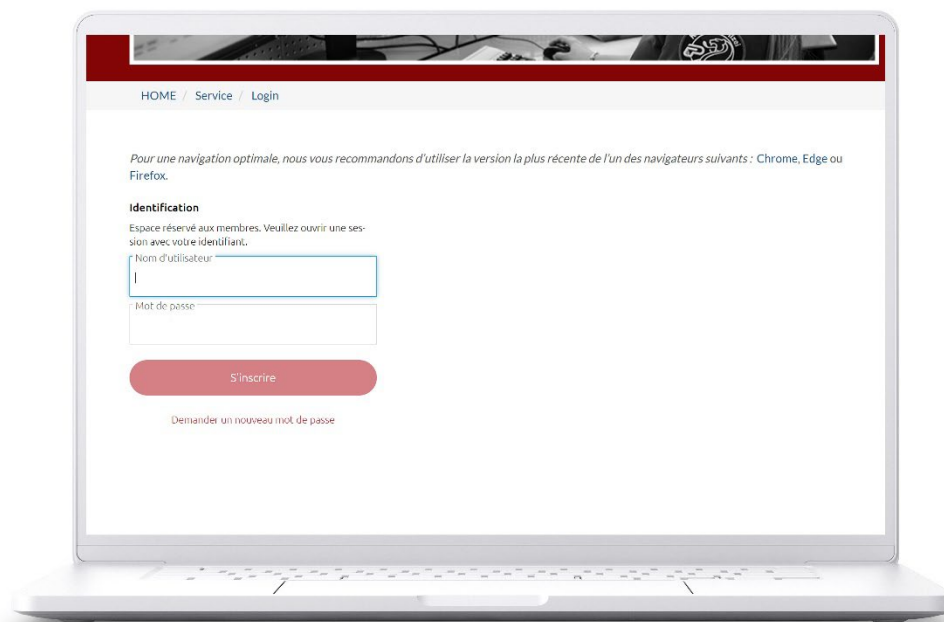 HOME / Service / Login
Pour une navigation optimale, nous vous recommandons d'utiliser la version la plus récente de l'un des navigateurs suivants : Chrome, Edge ou
Firefox.
Identification
Espace réservé aux membres. Veuillez ouvrir une ses-
sion avec votre identifiant.
Nom d'utilisateur
Mot de passe
S'inscrire
Demander un nouveau mot de passe